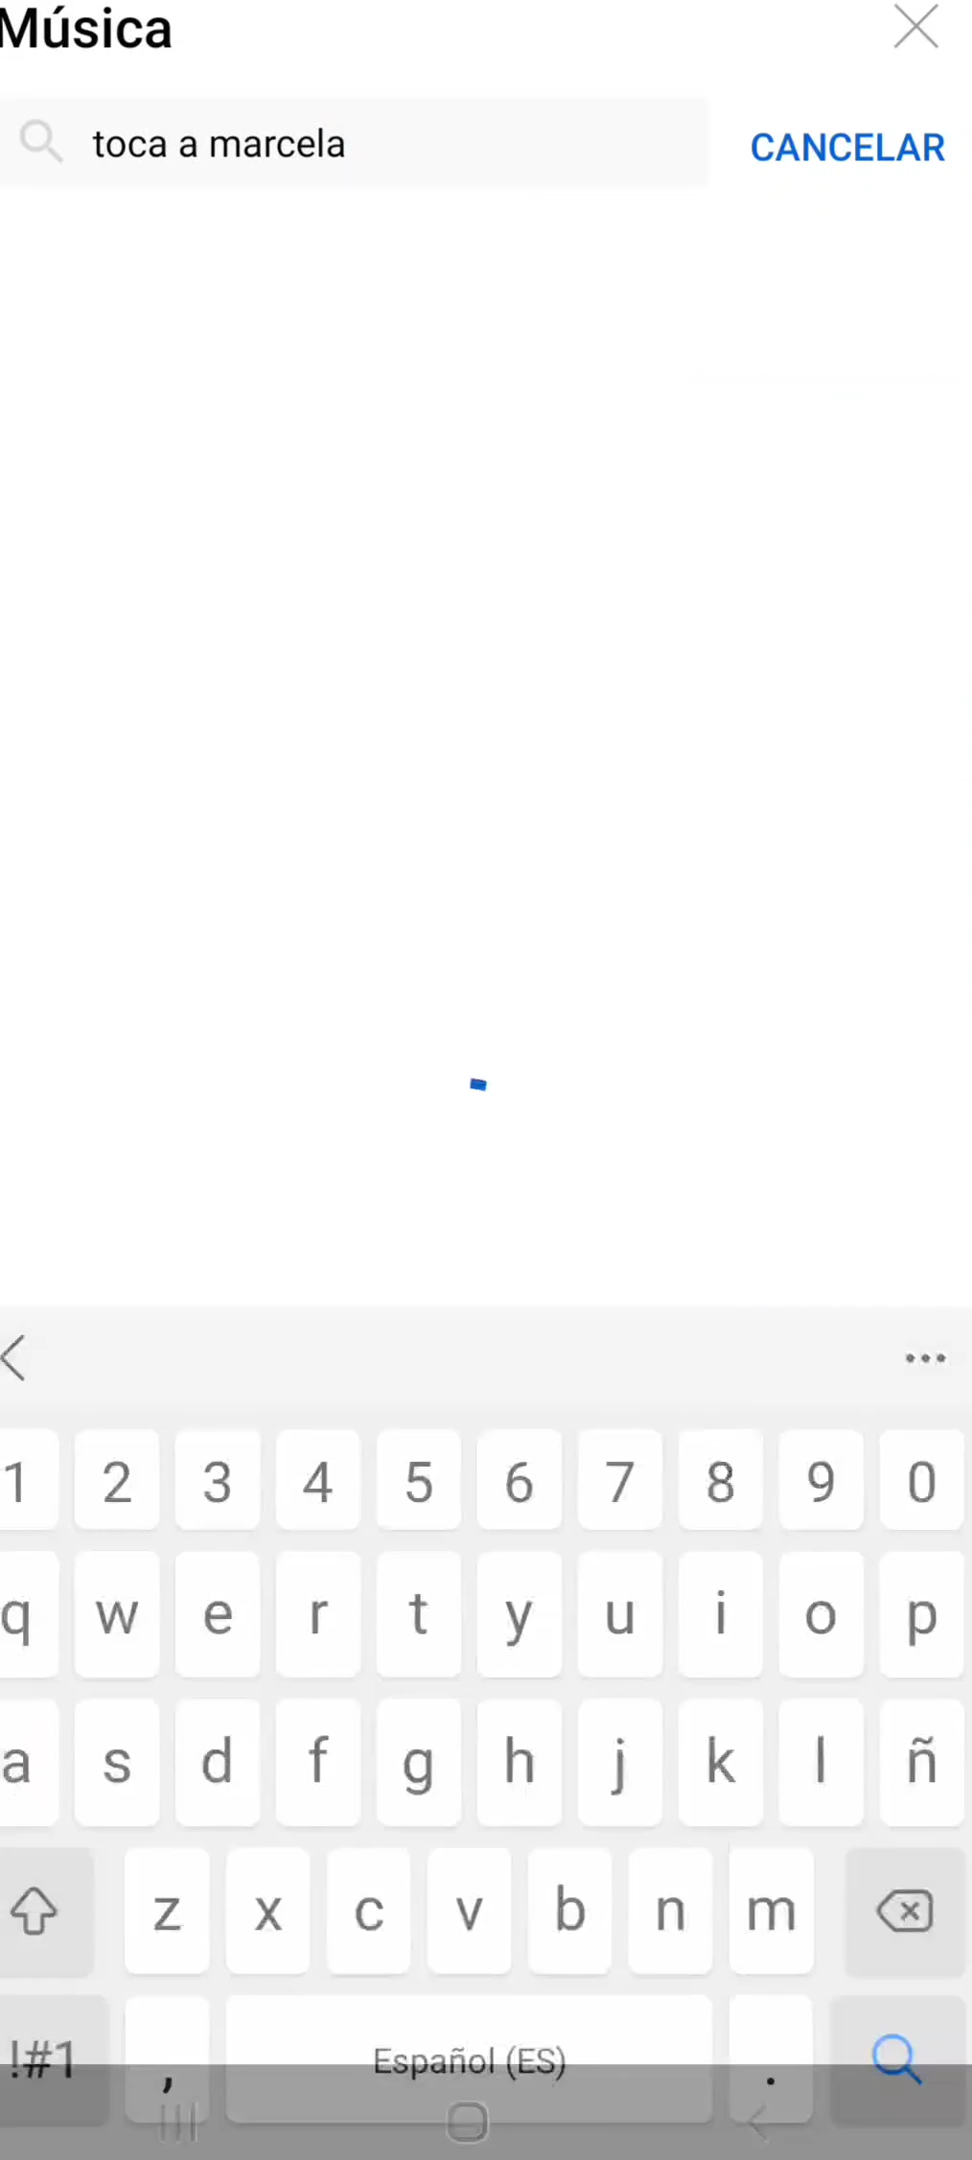 Música
toca a marcela
CANCELAR
1 2 3 4 5 6 7 8 9 0
q w e r t y u i o p
a s d f g h j k l ñ
z x c v b n m
!#1 , Español (ES) .